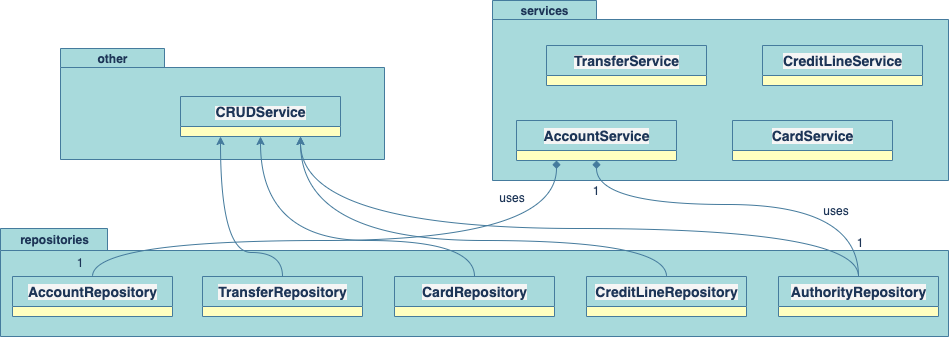 services
other
TransferService
CreditLineService
CRUDService
AccountService
CardService
uses
1
uses
repositories
1
1
AccountRepository
TransferRepository
CardRepository
CreditLineRepository
AuthorityRepository